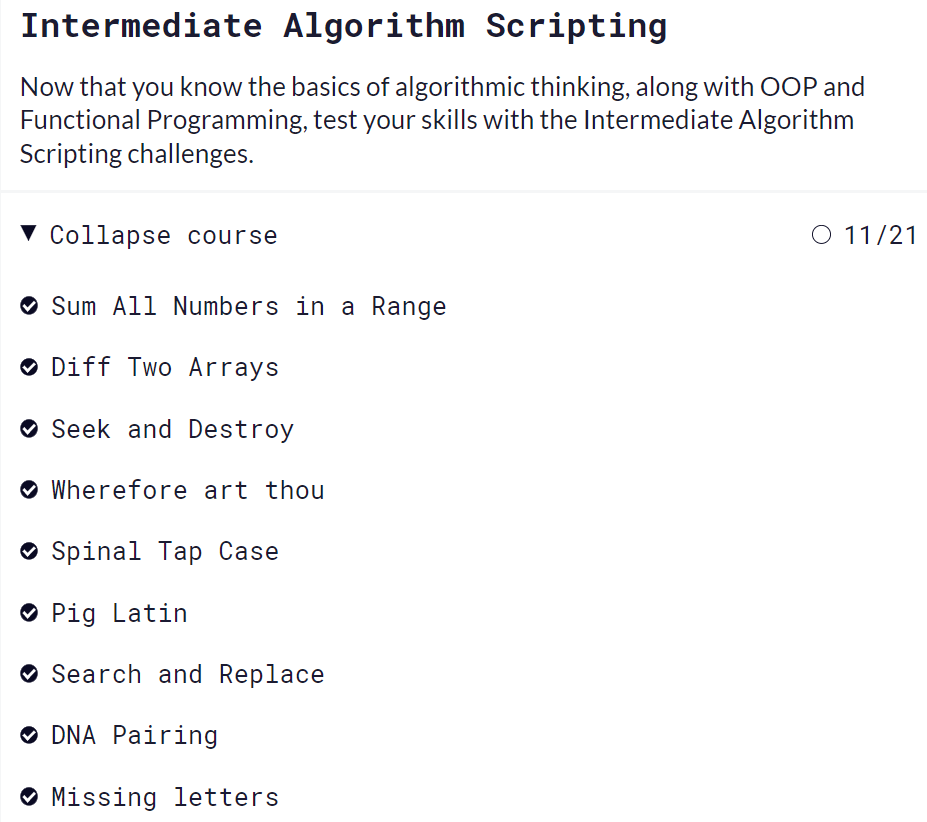 Intermediate Algorithm Scripting
Now that you know the basics of algorithmic thinking, along with OOP and
Functional Programming, test your skills with the Intermediate Algorithm
Scripting challenges.
Collapse course 11/21
Sum All Numbers in a Range
Diff Two Arrays
Seek and Destroy
Wherefore art thou
Spinal Tap Case
Pig Latin
Search and Replace
DNA Pairing
Missing letters